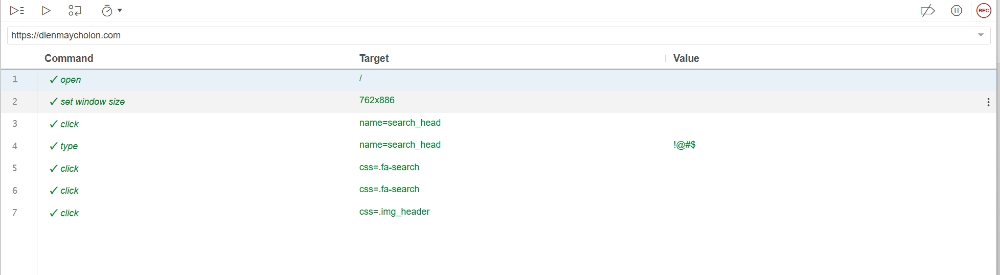 REC
https://dienmaycholon.com
Command Target Value
1 ✓ open /
2 ✓ set window size 762x886
3 ✓ click name=search_head
4 ✓ type name=search_head !@#$
5 ✓ click css=.fa-search
6 ✓ click css=.fa-search
7 ✓ click css=.img_header